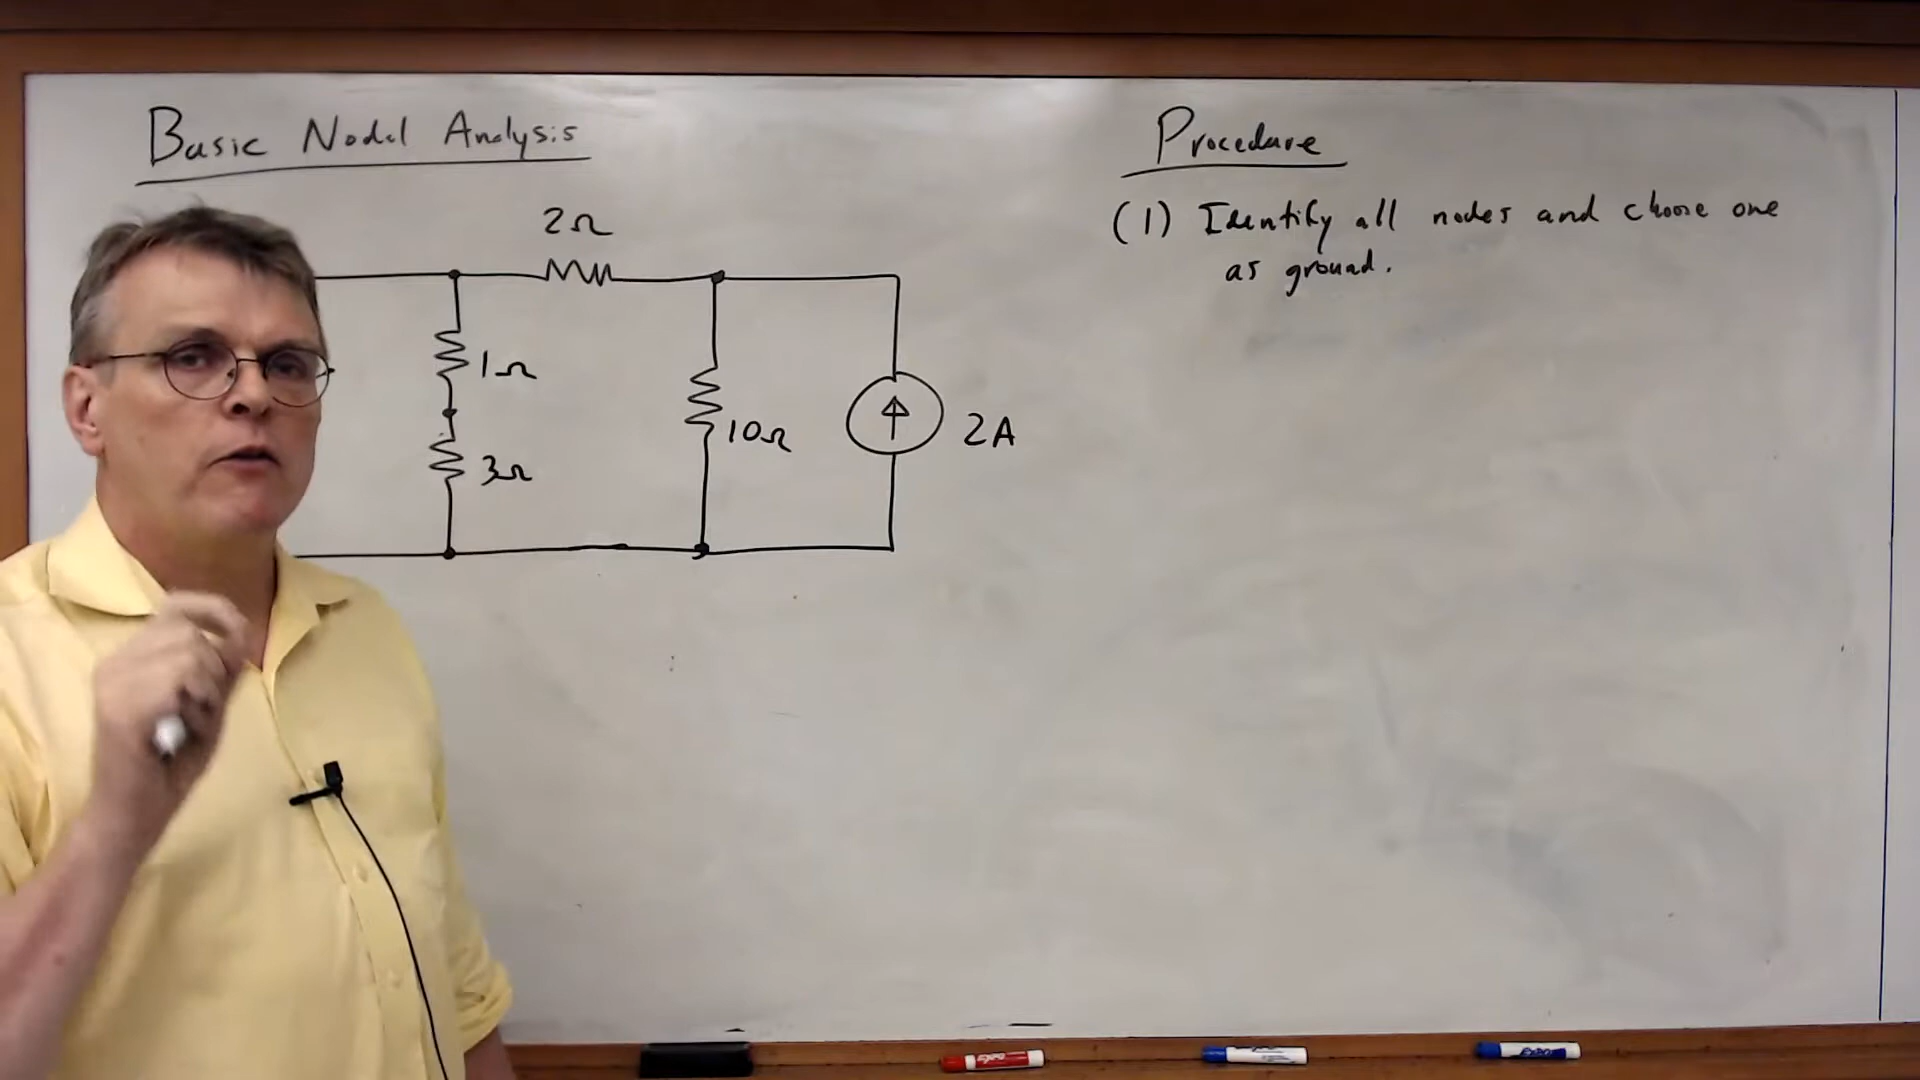 Basic Nodal Analysis
Procedure
(1) Identify all nodes and choose one
as ground.
2Ω
1Ω
3Ω
10Ω
2A